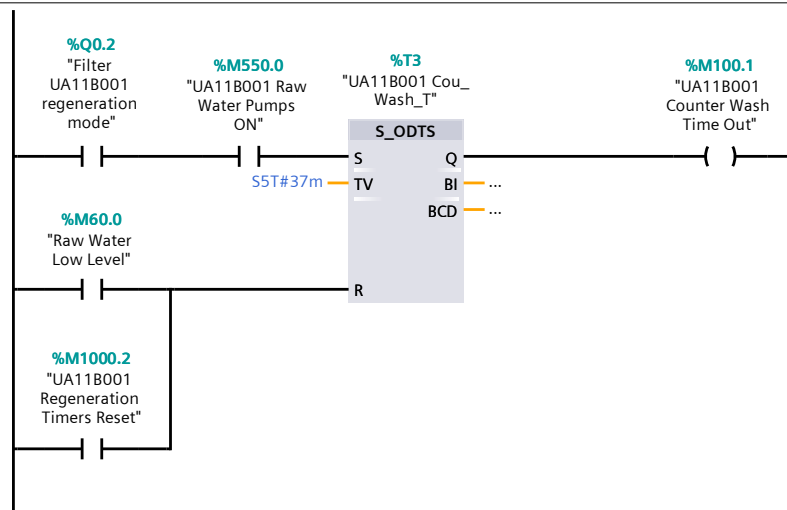 %Q0.2
"Filter
UA11B001
regeneration
mode"
%M550.0
"UA11B001 Raw
Water Pumps
ON"
%T3
"UA11B001 Cou_
Wash_T"
%M100.1
"UA11B001
Counter Wash
Time Out"
S_ODTS
S
Q
S5T#37m
TV
BI
...
BCD
...
%M60.0
"Raw Water
Low Level"
R
%M1000.2
"UA11B001
Regeneration
Timers Reset"